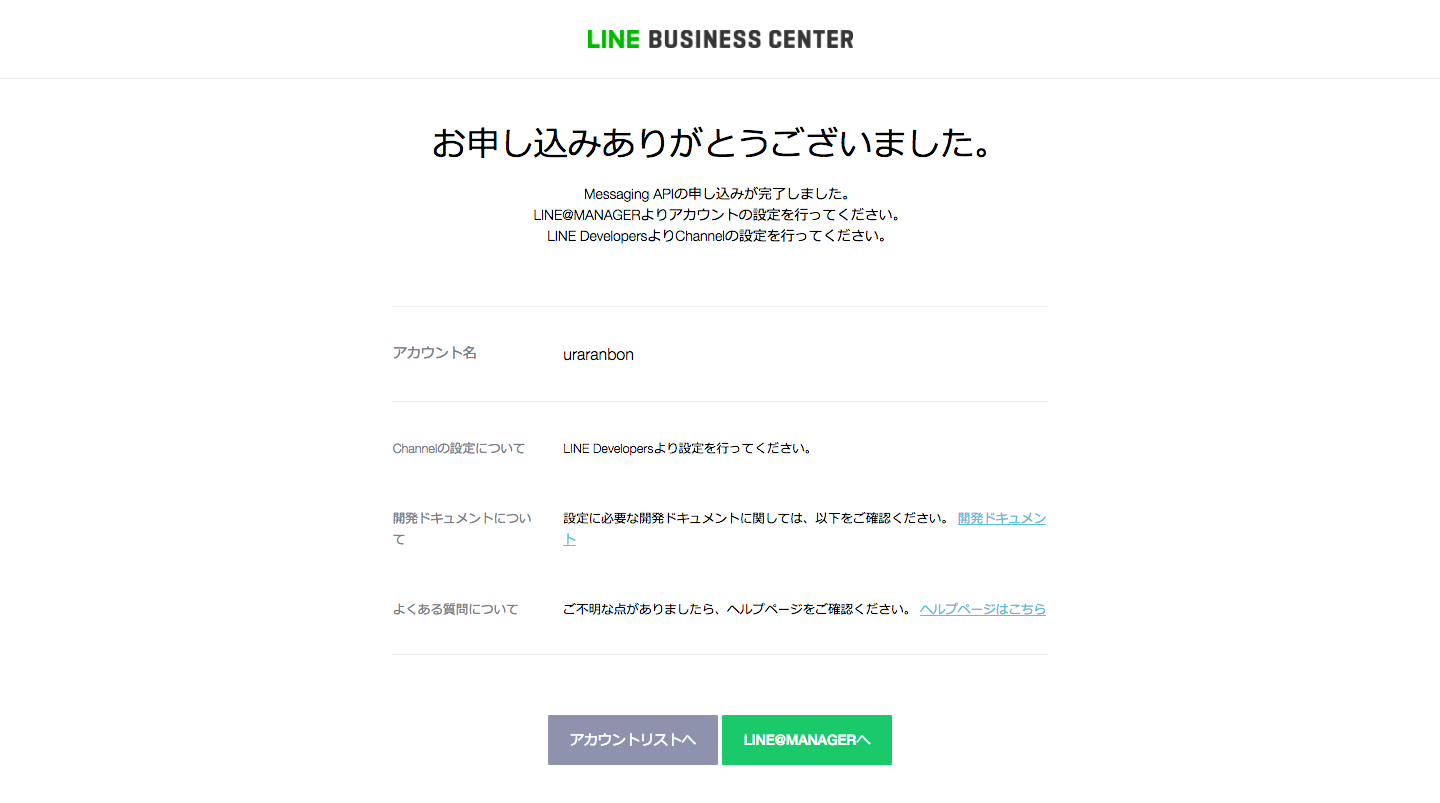 LINE BUSINESS CENTER
お申し込みありがとうございました。
Messaging APIの申し込みが完了しました。
LINE@MANAGERよりアカウントの設定を行ってください。
LINE DevelopersよりChannelの設定を行ってください。
アカウント名
uraranbon
Channelの設定について
LINE Developersより設定を行ってください。
開発ドキュメントについ
て
設定に必要な開発ドキュメントに関しては、以下をご確認ください。 開発ドキュメン
ト
よくある質問について
ご不明な点がありましたら、ヘルプページをご確認ください。 ヘルプページはこちら
アカウントリストへ
LINE@MANAGERへ